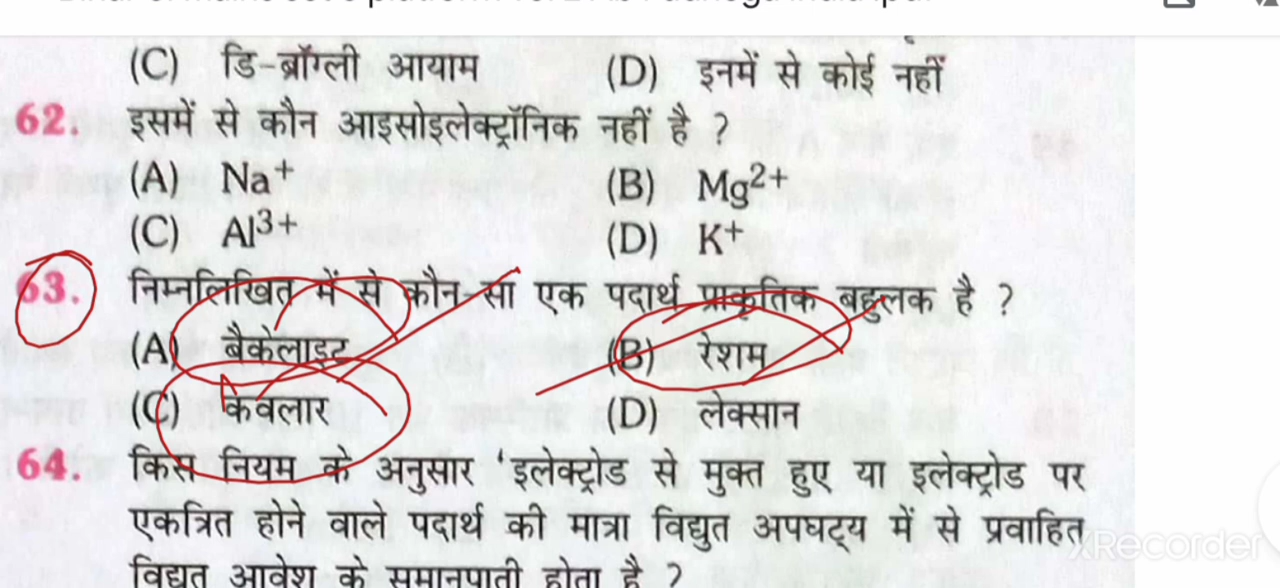 (C) डि-ब्रॉग्ली आयाम (D) इनमें से कोई नहीं
62. इसमें से कौन आइसोइलेक्ट्रॉनिक नहीं है ?
(A) Na⁺ (B) Mg²⁺
(C) Al³⁺ (D) K⁺
63. निम्नलिखित में से कौन-सा एक पदार्थ प्राकृतिक बहुलक है ?
(A) बैकेलाइट (B) रेशम
(C) केवलार (D) लेक्सान
64. किस नियम के अनुसार ‘इलेक्ट्रोड से मुक्त हुए या इलेक्ट्रोड पर
एकत्रित होने वाले पदार्थ की मात्रा विद्युत अपघट्य में से प्रवाहित
विद्युत आवेश के समानुपाती होता है ?
XRecorder